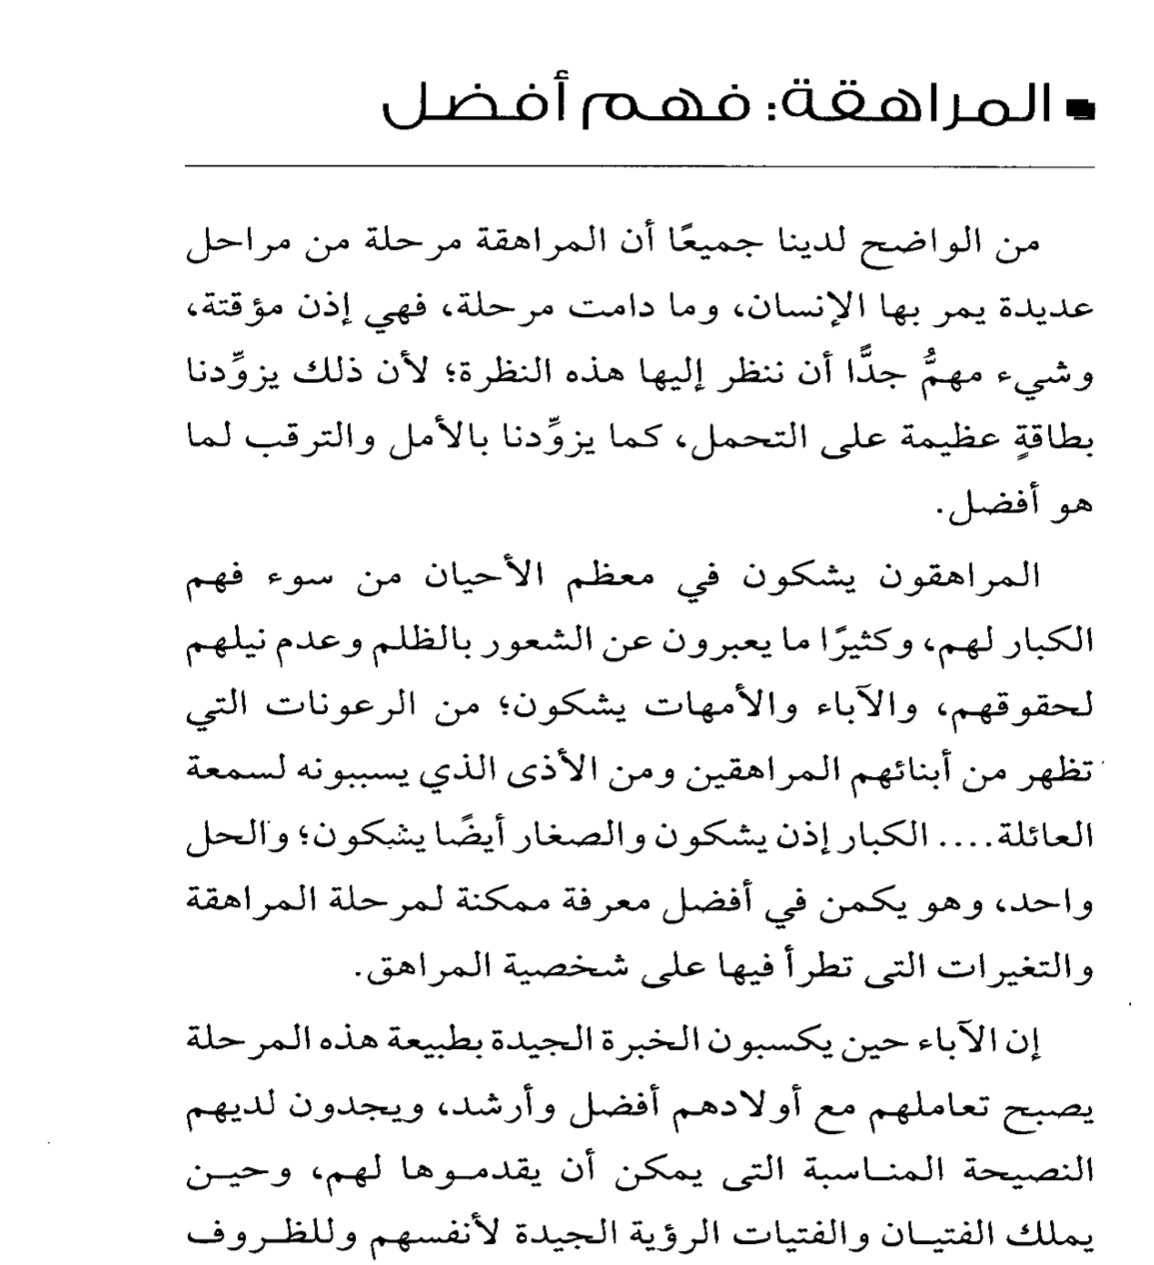 المراهقة: فهم أفضل
من الواضح لدينا جميعًا أن المراهقة مرحلة من مراحل
عديدة يمر بها الإنسان، وما دامت مرحلة، فهي إذن مؤقتة،
وشيء مهمٌّ جدًّا أن ننظر إليها هذه النظرة؛ لأن ذلك يزوِّدنا
بطاقةٍ عظيمة على التحمل، كما يزوِّدنا بالأمل والترقب لما
هو أفضل.
المراهقون يشكون في معظم الأحيان من سوء فهم
الكبار لهم، وكثيرًا ما يعبرون عن الشعور بالظلم وعدم نيلهم
لحقوقهم، والآباء والأمهات يشكون؛ من الرعونات التي
تظهر من أبنائهم المراهقين ومن الأذى الذي يسببونه لسمعة
العائلة.... الكبار إذن يشكون والصغار أيضًا يشكون؛ والحل
واحد، وهو يكمن في أفضل معرفة ممكنة لمرحلة المراهقة
والتغيرات التى تطرأ فيها على شخصية المراهق.
إن الآباء حين يكسبون الخبرة الجيدة بطبيعة هذه المرحلة
يصبح تعاملهم مع أولادهم أفضل وأرشد، ويجدون لديهم
النصيحة المنـاسبة التى يمكن أن يقدمـوها لهم، وحيـن
يملك الفتيـان والفتيات الرؤية الجيدة لأنفسهم وللظـروف